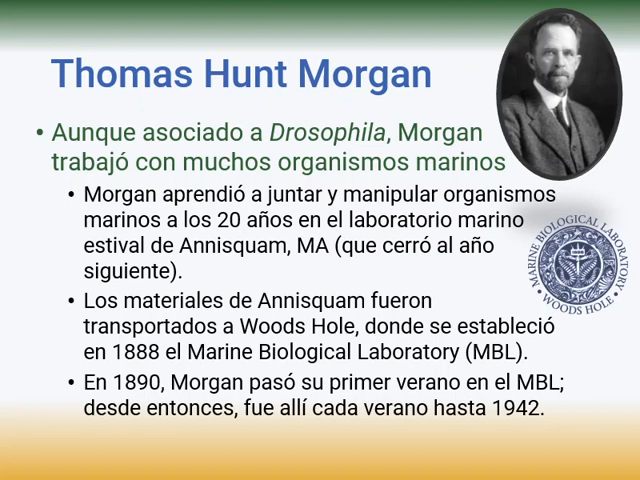 Thomas Hunt Morgan
• Aunque asociado a Drosophila, Morgan
trabajó con muchos organismos marinos
• Morgan aprendió a juntar y manipular organismos
marinos a los 20 años en el laboratorio marino
estival de Annisquam, MA (que cerró al año
siguiente).
MARINE BIOLOGICAL LABORATORY
• WOODS HOLE •
• Los materiales de Annisquam fueron
transportados a Woods Hole, donde se estableció
en 1888 el Marine Biological Laboratory (MBL).
• En 1890, Morgan pasó su primer verano en el MBL;
desde entonces, fue allí cada verano hasta 1942.